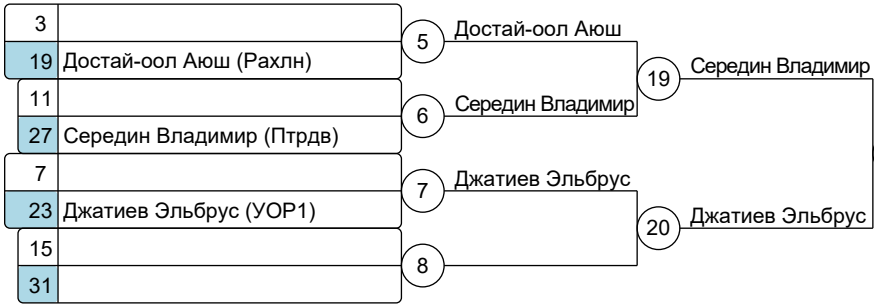 3
5
Достай-оол Аюш
19 Достай-оол Аюш (Рахлн)
19
Середин Владимир
11
6
Середин Владимир
27 Середин Владимир (Птрдв)
7
7
Джатиев Эльбрус
23 Джатиев Эльбрус (УОР1)
20
Джатиев Эльбрус
15
8
31